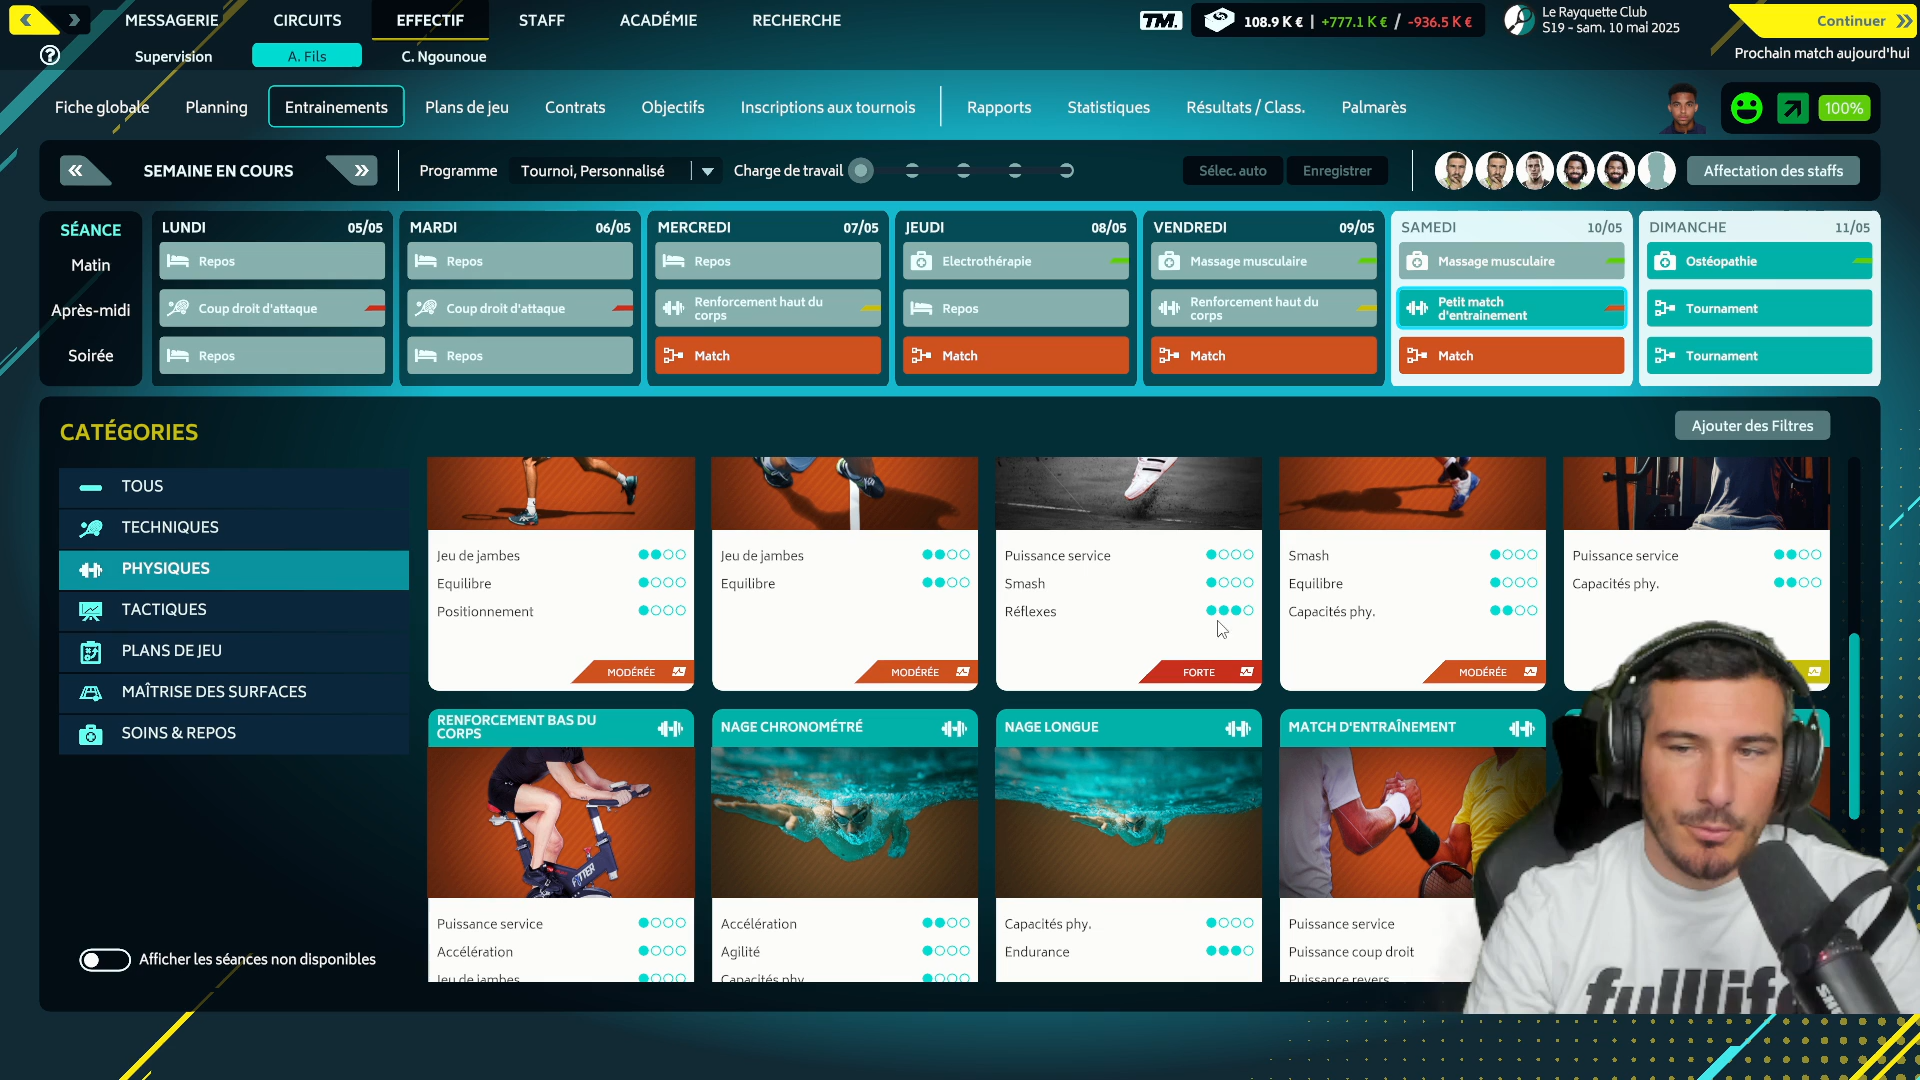 MESSAGERIE CIRCUITS EFFECTIF STAFF ACADÉMIE RECHERCHE
TM. 108.9 K € | +777.1 K € / -936.5 K €
Le Rayquette Club
S19 - sam. 10 mai 2025
Continuer
Prochain match aujourd'hui
Supervision A. Fils C. Ngounoue
Fiche globale Planning Entrainements Plans de jeu Contrats Objectifs Inscriptions aux tournois Rapports Statistiques Résultats / Class. Palmarès
100%
SEMAINE EN COURS Programme Tournoi, Personnalisé Charge de travail Sélec. auto Enregistrer Affectation des staffs
SÉANCE LUNDI 05/05 MARDI 06/05 MERCREDI 07/05 JEUDI 08/05 VENDREDI 09/05 SAMEDI 10/05 DIMANCHE 11/05
Matin Repos Repos Repos Electrothérapie Massage musculaire Massage musculaire Ostéopathie
Après-midi Coup droit d'attaque Coup droit d'attaque Renforcement haut du corps Repos Renforcement haut du corps Petit match d'entrainement Tournament
Soirée Repos Repos Match Match Match Match Tournament
CATÉGORIES
Ajouter des Filtres
TOUS
TECHNIQUES
PHYSIQUES
TACTIQUES
PLANS DE JEU
MAÎTRISE DES SURFACES
SOINS & REPOS
Afficher les séances non disponibles
Jeu de jambes Jeu de jambes Puissance service Smash Puissance service
Equilibre Equilibre Smash Equilibre Capacités phy.
Positionnement Réflexes Capacités phy.
MODÉRÉE MODÉRÉE FORTE MODÉRÉE
RENFORCEMENT BAS DU CORPS NAGE CHRONOMÉTRÉ NAGE LONGUE MATCH D'ENTRAÎNEMENT
FITTER
Puissance service Accélération Capacités phy. Puissance service
Accélération Agilité Endurance Puissance coup droit
Jeu de jambes Capacités phy. Puissance revers
fulllife